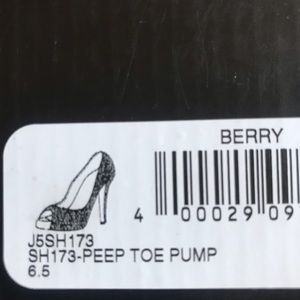 BERRY
4 00029 09
J5SH173
SH173-PEEP TOE PUMP
6.5